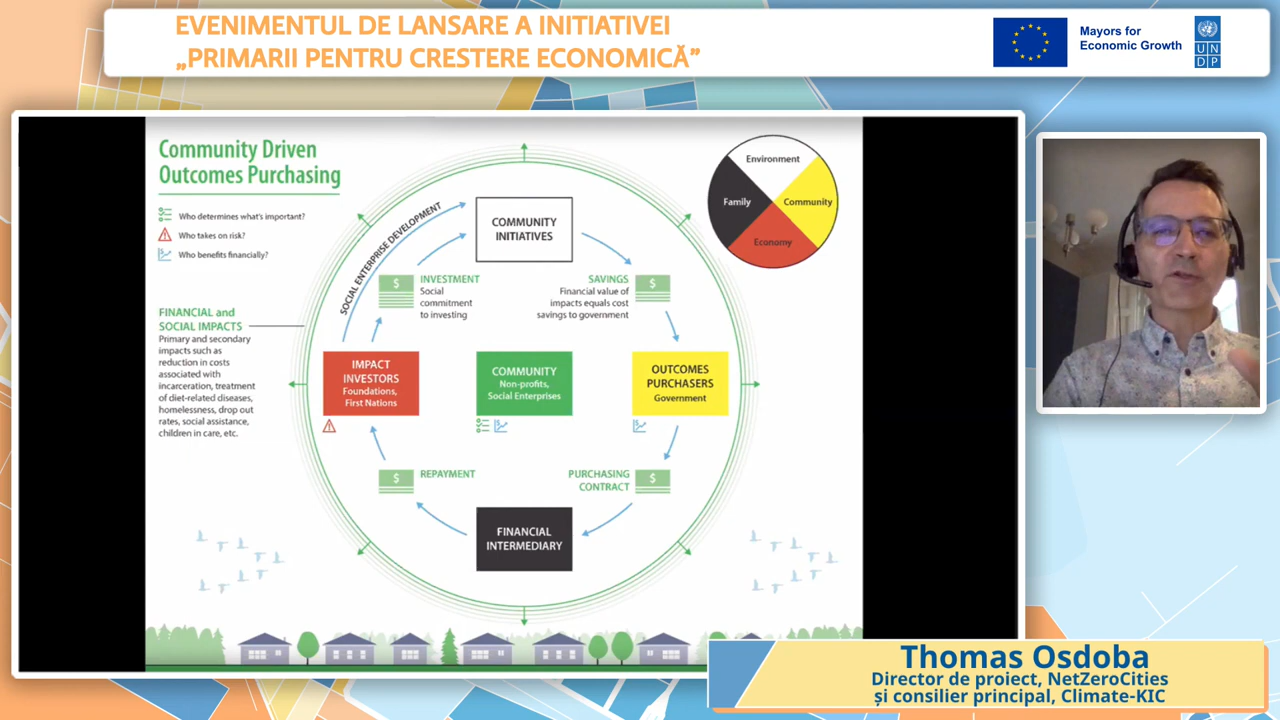 EVENIMENTUL DE LANSARE A INITIATIVEI
„PRIMARII PENTRU CRESTERE ECONOMICĂ”
Mayors for
Economic Growth
U N
D P
Community Driven
Outcomes Purchasing
Who determines what's important?
Who takes on risk?
Who benefits financially?
FINANCIAL and
SOCIAL IMPACTS
Primary and secondary
impacts such as
reduction in costs
associated with
incarceration, treatment
of diet-related diseases,
homelessness, drop out
rates, social assistance,
children in care, etc.
SOCIAL ENTERPRISE DEVELOPMENT
COMMUNITY
INITIATIVES
$
INVESTMENT
Social
commitment
to investing
SAVINGS
Financial value of
impacts equals cost
savings to government
$
IMPACT
INVESTORS
Foundations,
First Nations
COMMUNITY
Non-profits,
Social Enterprises
OUTCOMES
PURCHASERS
Government
$
REPAYMENT
PURCHASING
CONTRACT
$
FINANCIAL
INTERMEDIARY
Environment
Family
Community
Economy
Thomas Osdoba
Director de proiect, NetZeroCities
și consilier principal, Climate-KIC